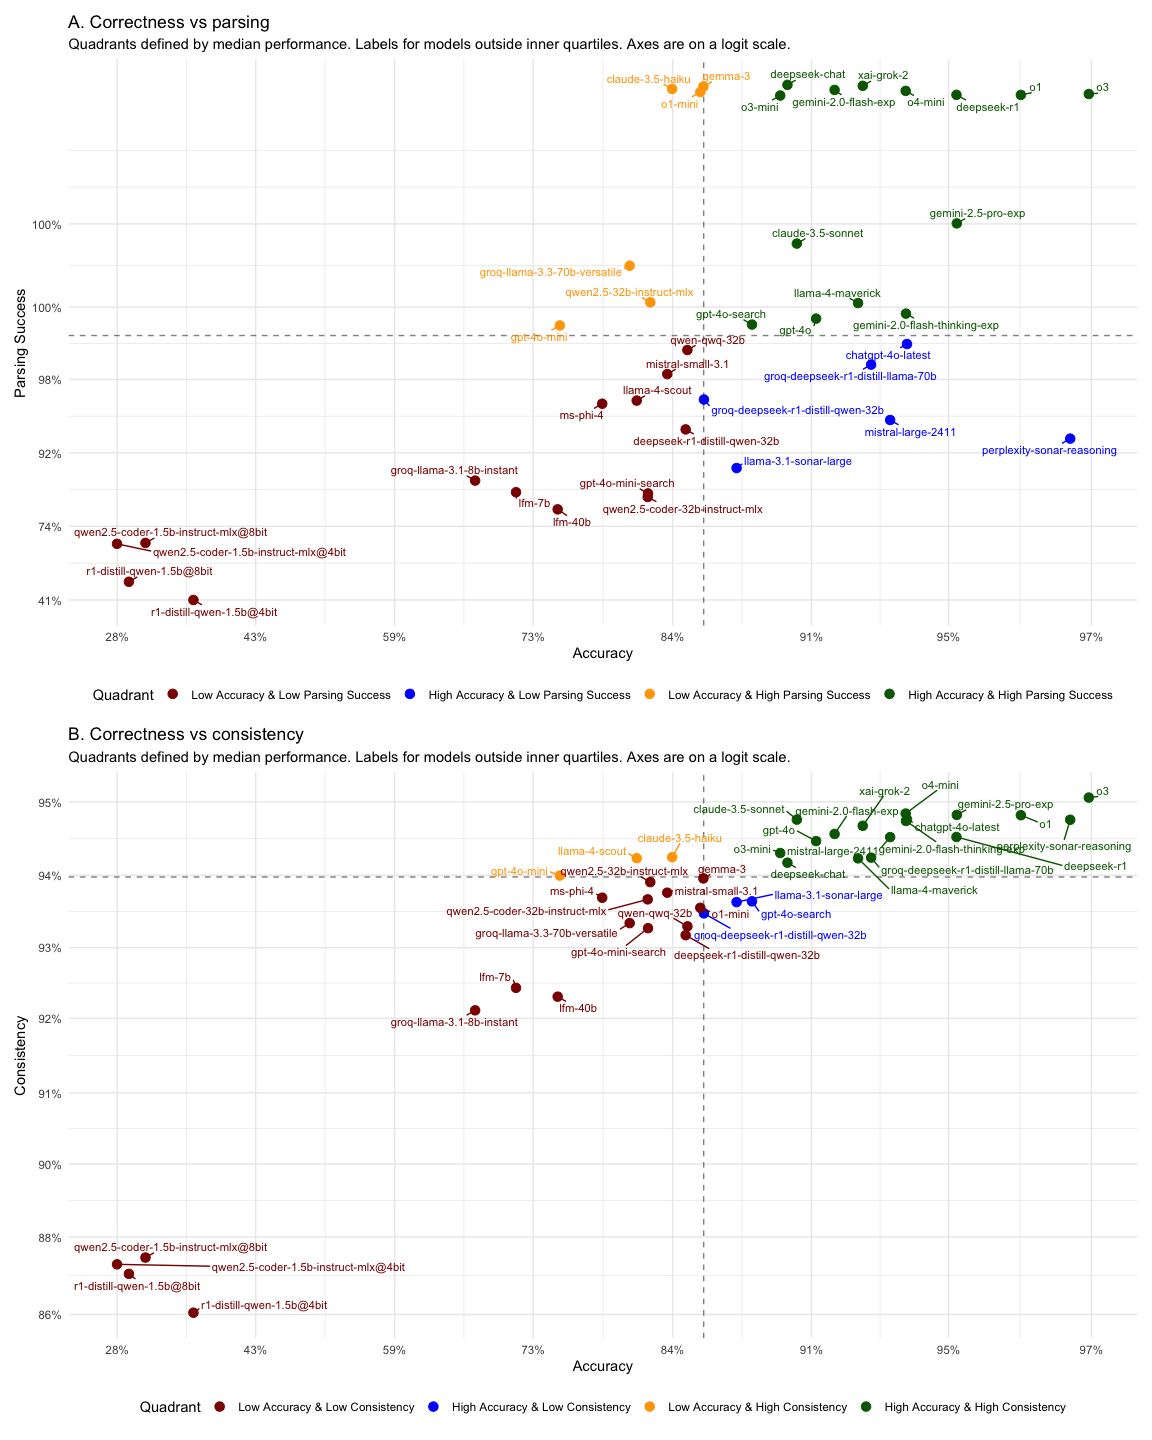 A. Correctness vs parsing
Quadrants defined by median performance. Labels for models outside inner quartiles. Axes are on a logit scale.
claude-3.5-haiku
gemma-3
deepseek-chat
xai-grok-2
o1-mini
o3-mini
gemini-2.0-flash-exp
o4-mini
deepseek-r1
o1
o3
gemini-2.5-pro-exp
100%
claude-3.5-sonnet
groq-llama-3.3-70b-versatile
qwen2.5-32b-instruct-mlx
llama-4-maverick
100%
gpt-4o-search
gpt-4o
gemini-2.0-flash-thinking-exp
gpt-4o-mini
qwen-qwq-32b
chatgpt-4o-latest
mistral-small-3.1
groq-deepseek-r1-distill-llama-70b
98%
llama-4-scout
ms-phi-4
groq-deepseek-r1-distill-qwen-32b
mistral-large-2411
deepseek-r1-distill-qwen-32b
perplexity-sonar-reasoning
92%
llama-3.1-sonar-large
groq-llama-3.1-8b-instant
gpt-4o-mini-search
lfm-7b
qwen2.5-coder-32b-instruct-mlx
lfm-40b
74%
qwen2.5-coder-1.5b-instruct-mlx@8bit
qwen2.5-coder-1.5b-instruct-mlx@4bit
r1-distill-qwen-1.5b@8bit
41%
r1-distill-qwen-1.5b@4bit
Parsing Success
28% 43% 59% 73% 84% 91% 95% 97%
Accuracy
Quadrant Low Accuracy & Low Parsing Success High Accuracy & Low Parsing Success Low Accuracy & High Parsing Success High Accuracy & High Parsing Success
B. Correctness vs consistency
Quadrants defined by median performance. Labels for models outside inner quartiles. Axes are on a logit scale.
o4-mini
xai-grok-2
o3
95%
claude-3.5-sonnet
gemini-2.0-flash-exp
gemini-2.5-pro-exp
o1
gpt-4o
chatgpt-4o-latest
claude-3.5-haiku
perplexity-sonar-reasoning
llama-4-scout
o3-mini
mistral-large-2411
gemini-2.0-flash-thinking-exp
deepseek-r1
gpt-4o-mini
qwen2.5-32b-instruct-mlx
gemma-3
deepseek-chat
groq-deepseek-r1-distill-llama-70b
94%
ms-phi-4
mistral-small-3.1
llama-3.1-sonar-large
llama-4-maverick
qwen2.5-coder-32b-instruct-mlx
qwen-qwq-32b
o1-mini
gpt-4o-search
groq-llama-3.3-70b-versatile
groq-deepseek-r1-distill-qwen-32b
93%
gpt-4o-mini-search
deepseek-r1-distill-qwen-32b
lfm-7b
lfm-40b
92%
groq-llama-3.1-8b-instant
91%
90%
88%
qwen2.5-coder-1.5b-instruct-mlx@8bit
qwen2.5-coder-1.5b-instruct-mlx@4bit
r1-distill-qwen-1.5b@8bit
r1-distill-qwen-1.5b@4bit
86%
Consistency
28% 43% 59% 73% 84% 91% 95% 97%
Accuracy
Quadrant Low Accuracy & Low Consistency High Accuracy & Low Consistency Low Accuracy & High Consistency High Accuracy & High Consistency